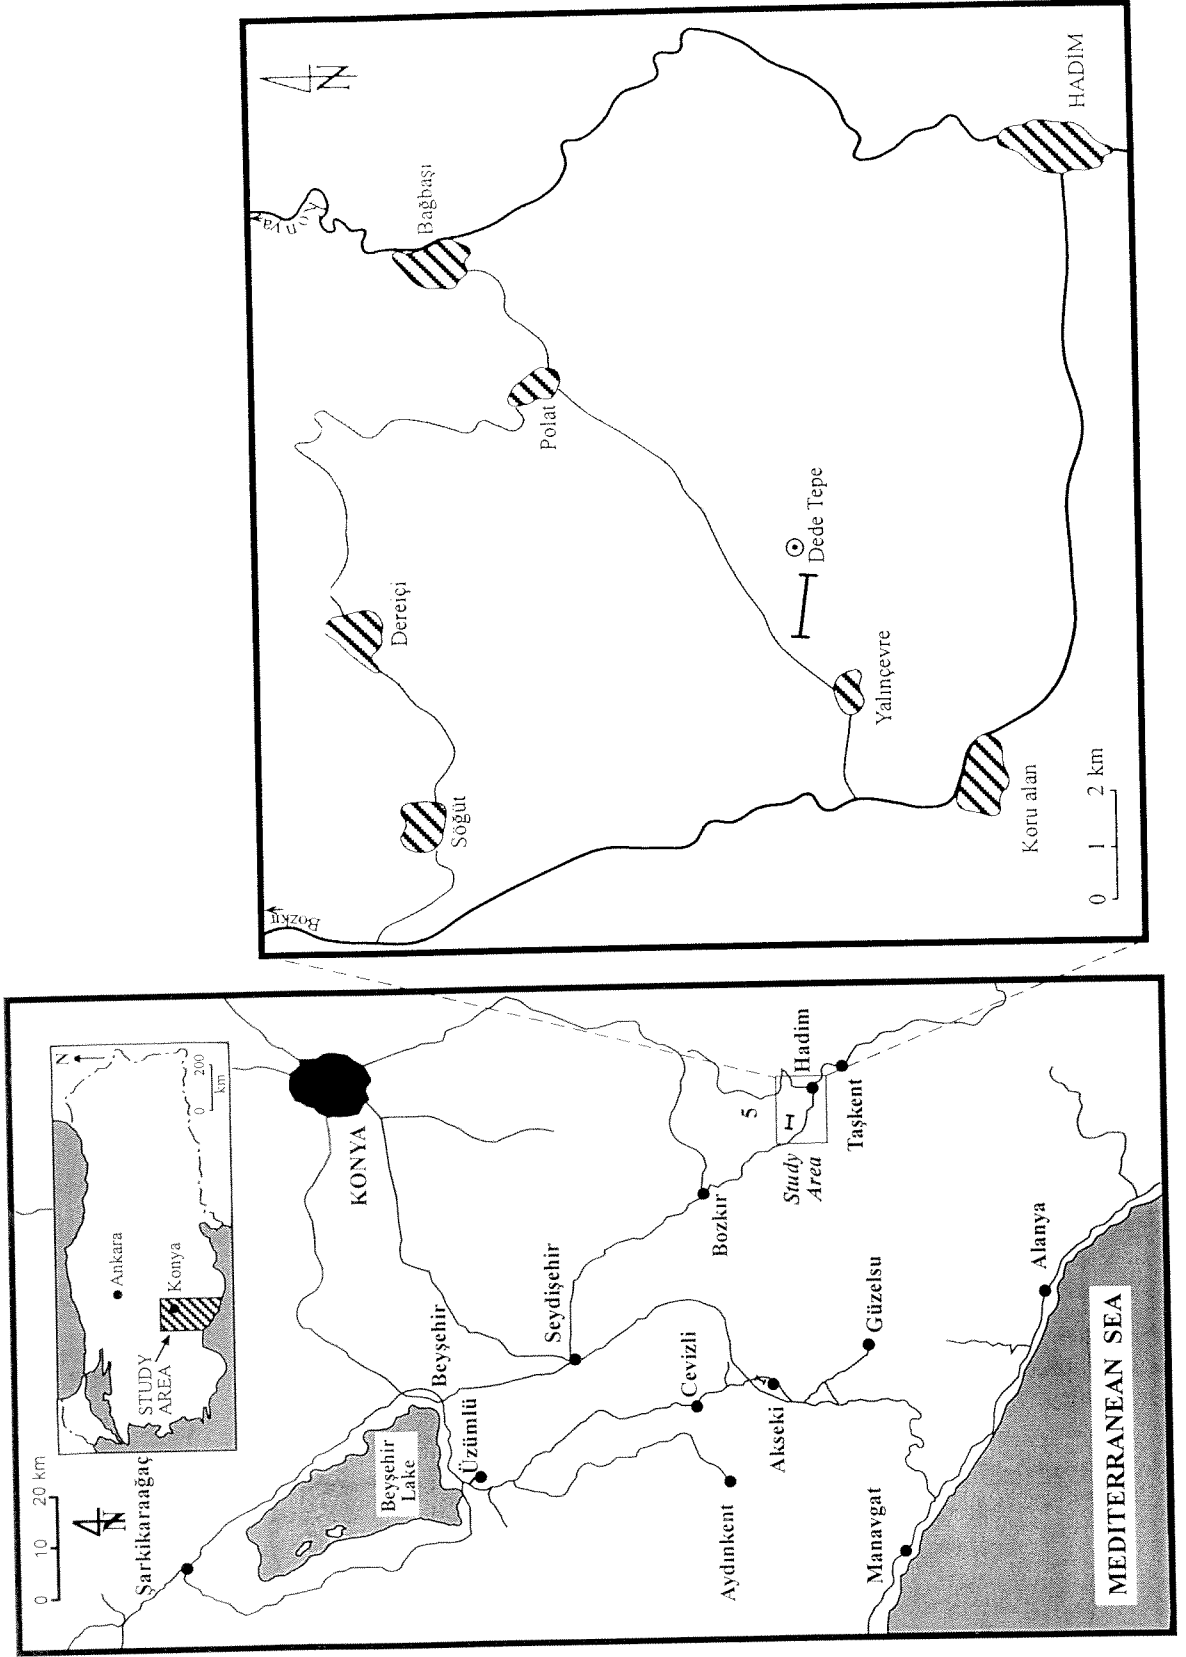 0 10 20 km
N
Şarkikaraağaç
N
Ankara
Konya
STUDY
AREA
0 200
km
KONYA
Beyşehir
Lake
Beyşehir
Üzümlü
Seydişehir
Bozkır
Cevizli
Aydınkent
Akseki
Güzelsu
Manavgat
Alanya
5
I
Study
Area
Hadim
Taşkent
MEDITERRANEAN SEA
N
Konya
Bozkır
Bağbaşı
Söğüt
Dereiçi
Polat
Dede Tepe
Yalınçevre
Koru alan
HADIM
0 1 2 km